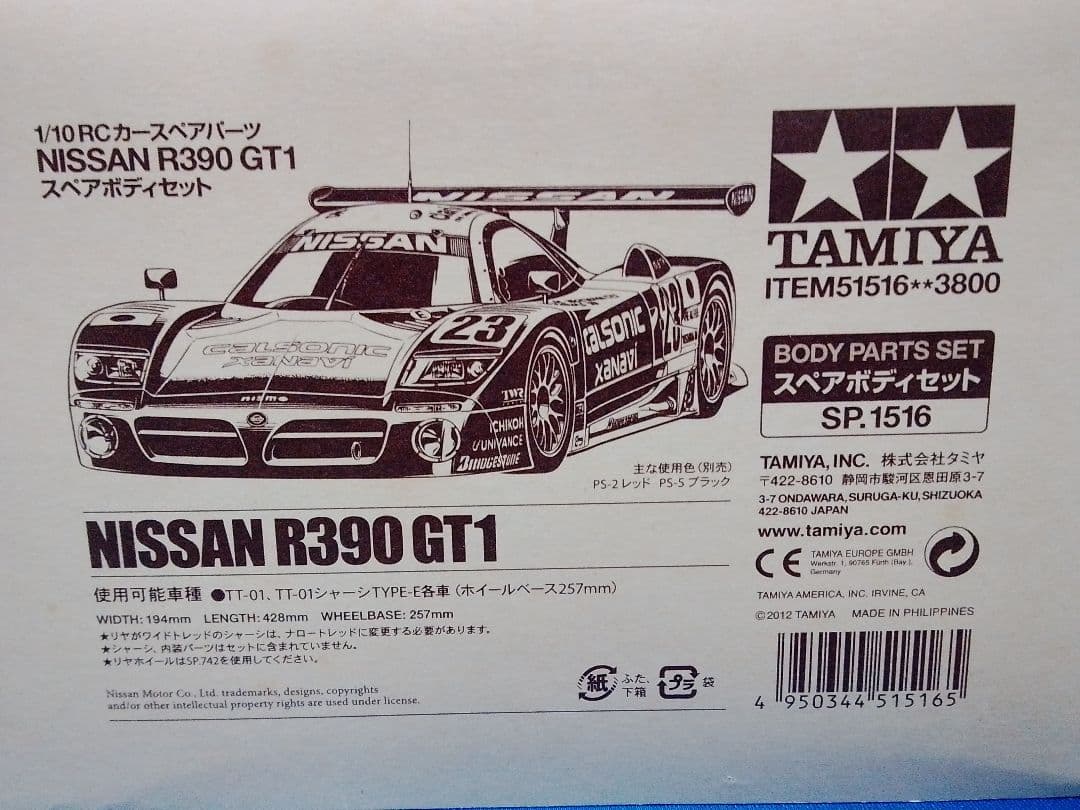 1/10 RCカースペアパーツ
NISSAN R390 GT1
スペアボディセット
NISSAN
NISSAN
NISSAN
23
calsonic
xanavi
nismo
TWR
ICHIKOH
UNIVANCE
BRIDGESTONE
calsonic
xanavi
23
主な使用色（別売）
PS-2 レッド PS-5 ブラック
NISSAN R390 GT1
使用可能車種 ●TT-01、TT-01シャーシTYPE-E各車（ホイールベース257mm）
WIDTH: 194mm LENGTH: 428mm WHEELBASE: 257mm
★リヤがワイドトレッドのシャーシは、ナロートレッドに変更する必要があります。
★シャーシ、内装パーツはセットに含まれていません。
★リヤホイールはSP.742を使用してください。
Nissan Motor Co., Ltd. trademarks, designs, copyrights
and/or other intellectual property rights are used under license.
紙 ふた、下箱
プラ 袋
TAMIYA
ITEM51516**3800
BODY PARTS SET
スペアボディセット
SP.1516
TAMIYA, INC. 株式会社タミヤ
〒422-8610 静岡市駿河区恩田原3-7
3-7 ONDAWARA, SURUGA-KU, SHIZUOKA
422-8610 JAPAN
www.tamiya.com
CE TAMIYA EUROPE GMBH
Werkstr. 1, 90765 Fürth (Bay.),
Germany
TAMIYA AMERICA, INC. IRVINE, CA
©2012 TAMIYA MADE IN PHILIPPINES
4 950344 515165